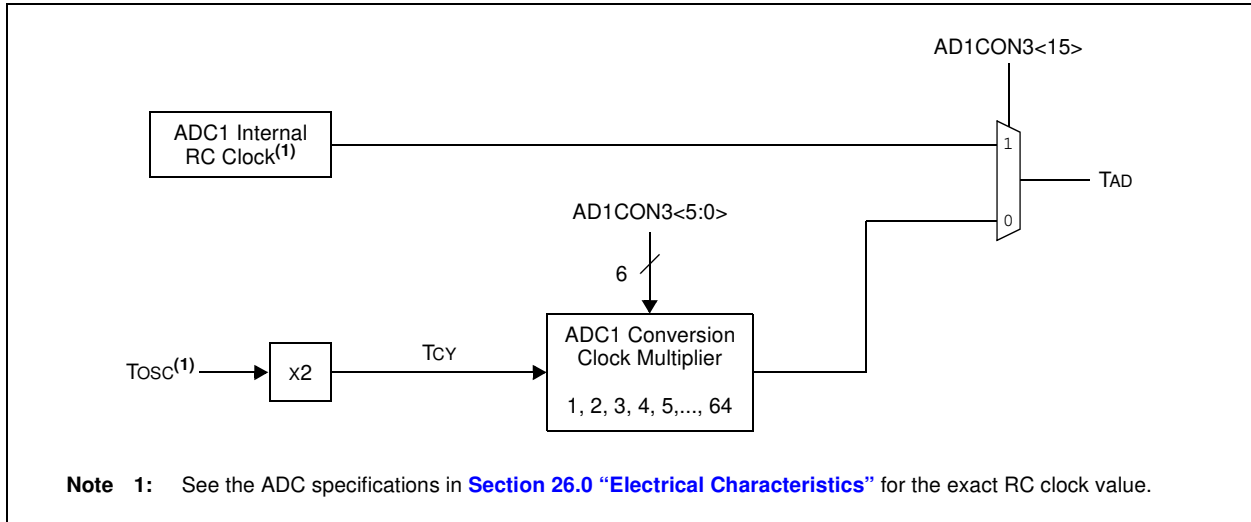 AD1CON3<15>
ADC1 Internal
RC Clock(1)
1
TAD
AD1CON3<5:0>
0
6
ADC1 Conversion
Clock Multiplier
TOSC(1)
X2
TCY
1, 2, 3, 4, 5,..., 64
Note 1: See the ADC specifications in Section 26.0 “Electrical Characteristics” for the exact RC clock value.